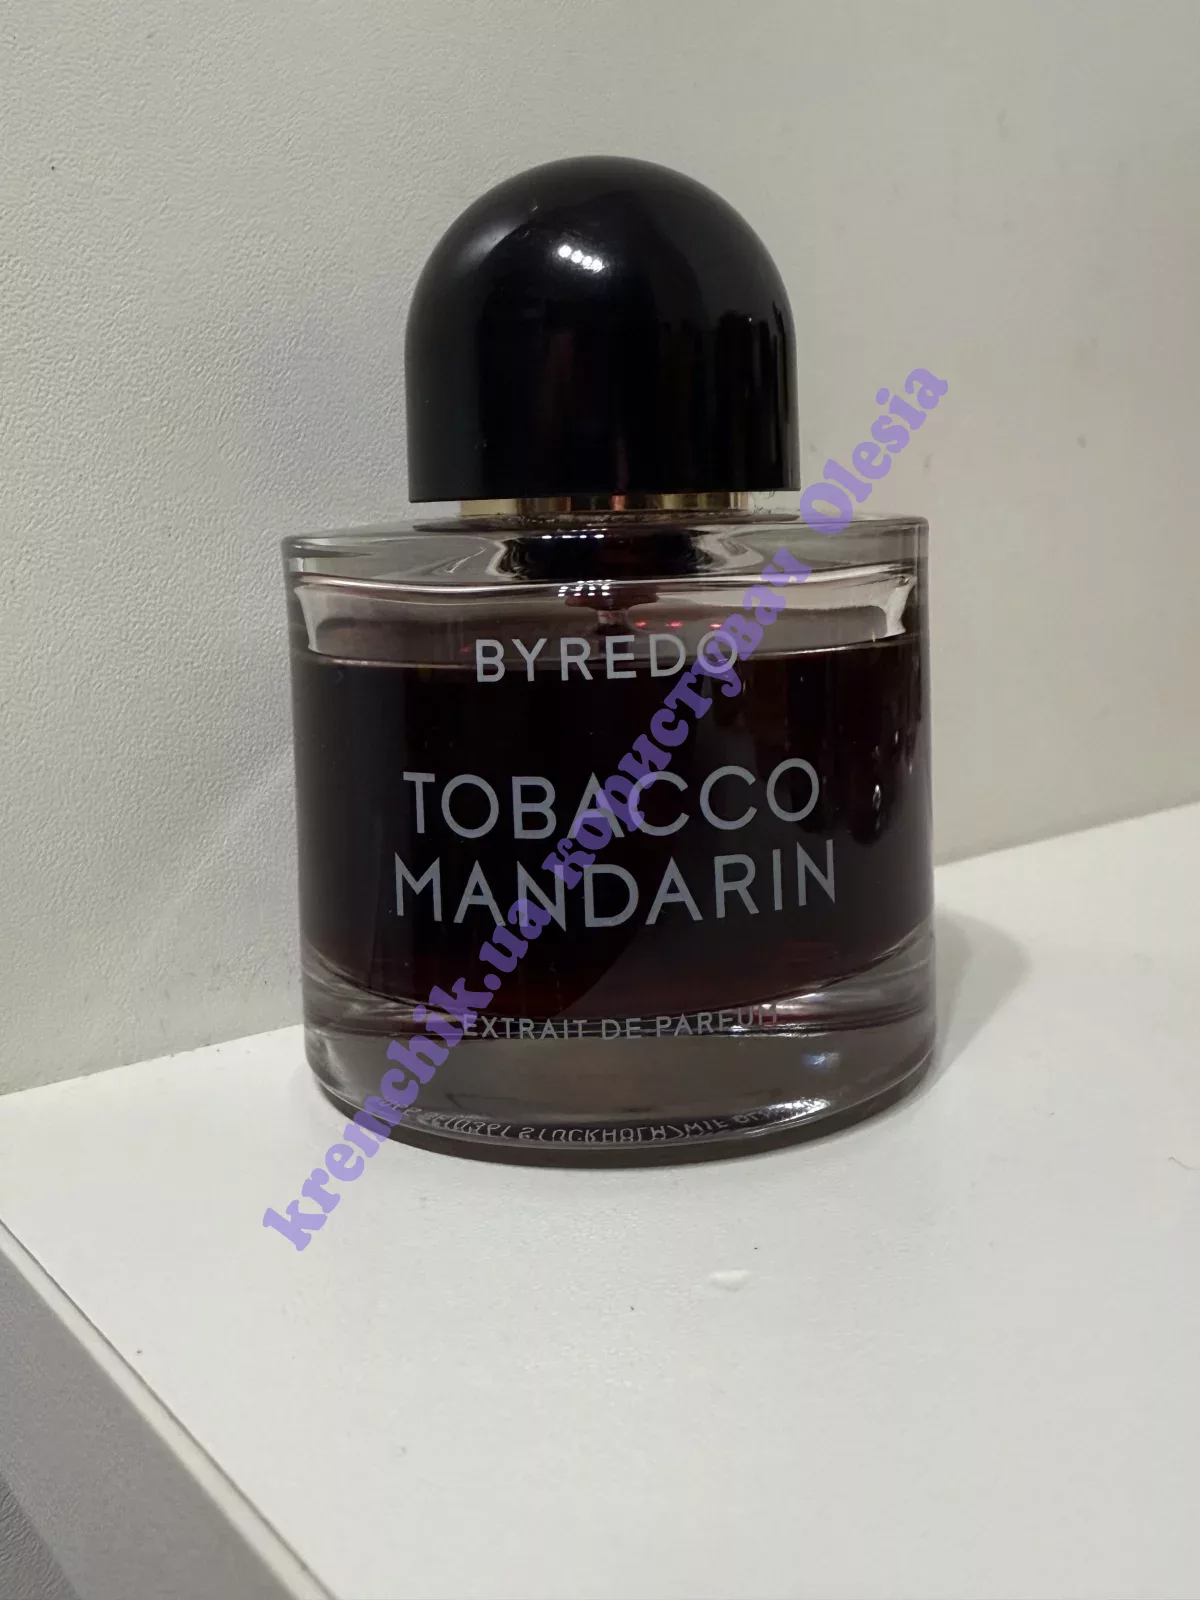 BYREDO
TOBACCO
MANDARIN
EXTRAIT DE PARFUM
kremchik.ua користувач Olesia